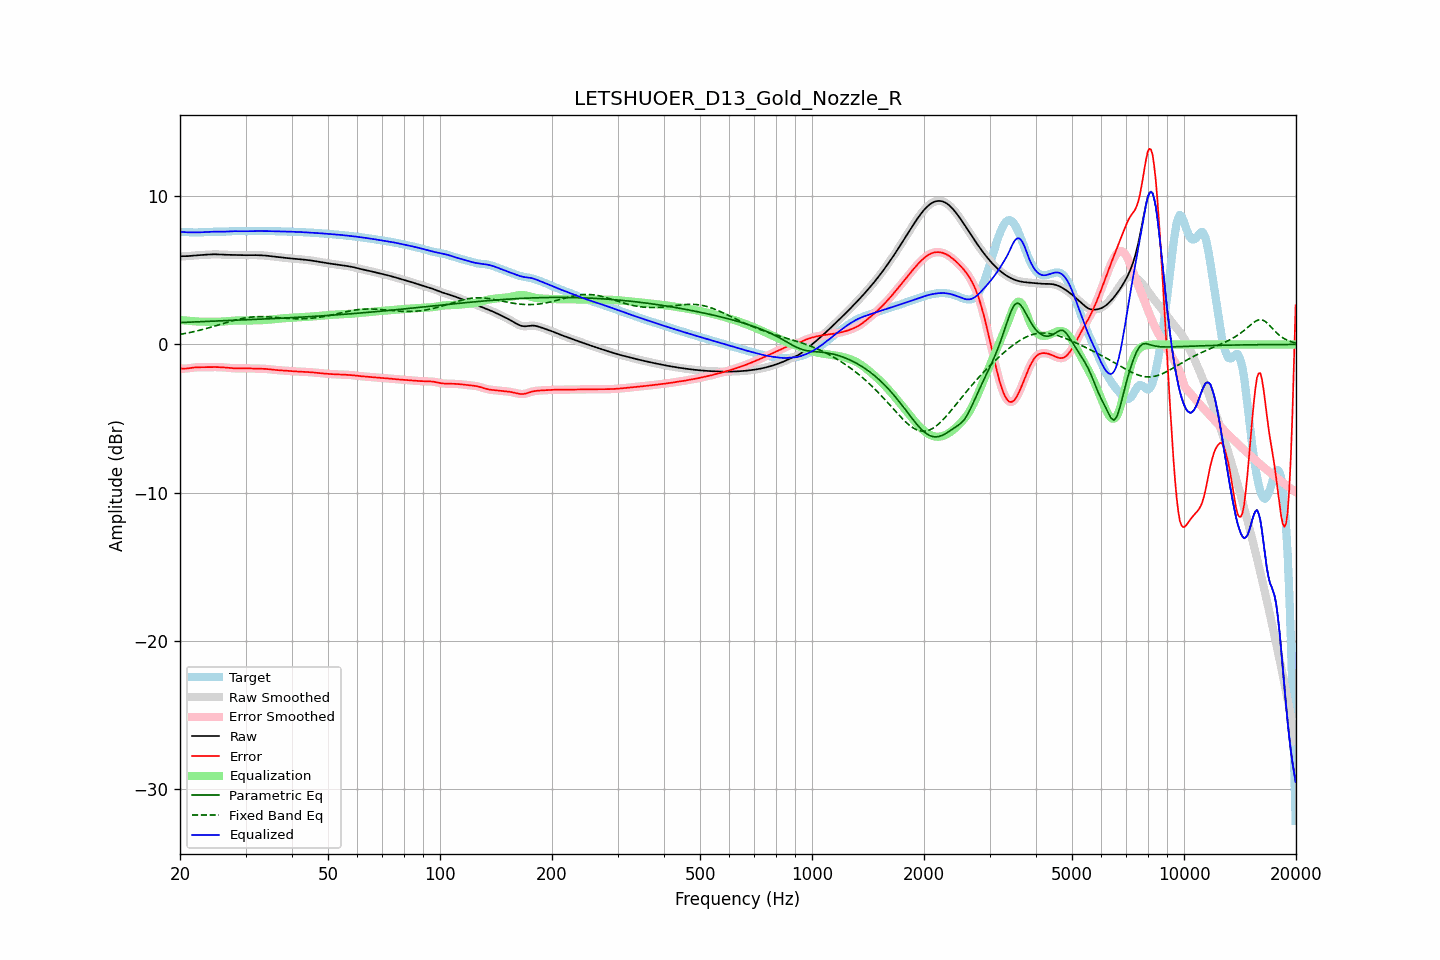 LETSHUOER_D13_Gold_Nozzle_R
Amplitude (dBr)
10
0
−10
−20
−30
Target
Raw Smoothed
Error Smoothed
Raw
Error
Equalization
Parametric Eq
Fixed Band Eq
Equalized
20 50 100 200 500 1000 2000 5000 10000 20000
Frequency (Hz)